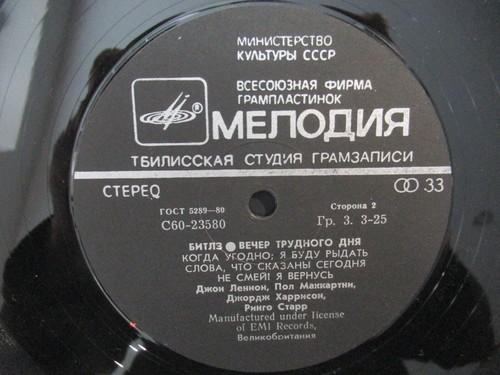 МИНИСТЕРСТВО
КУЛЬТУРЫ СССР
ВСЕСОЮЗНАЯ ФИРМА
ГРАМПЛАСТИНОК
® МЕЛОДИЯ
ТБИЛИССКАЯ СТУДИЯ ГРАМЗАПИСИ
СТЕРЕО
33
ГОСТ 5289—80
Сторона 2
С60-23580
Гр. 3. 3-25
БИТЛЗ ● ВЕЧЕР ТРУДНОГО ДНЯ
КОГДА УГОДНО; Я БУДУ РЫДАТЬ
СЛОВА, ЧТО СКАЗАНЫ СЕГОДНЯ
НЕ СМЕЙ! Я ВЕРНУСЬ
Джон Леннон, Пол Маккартни,
Джордж Харрисон,
Ринго Старр
Manufactured under license
of EMI Records,
Великобритания